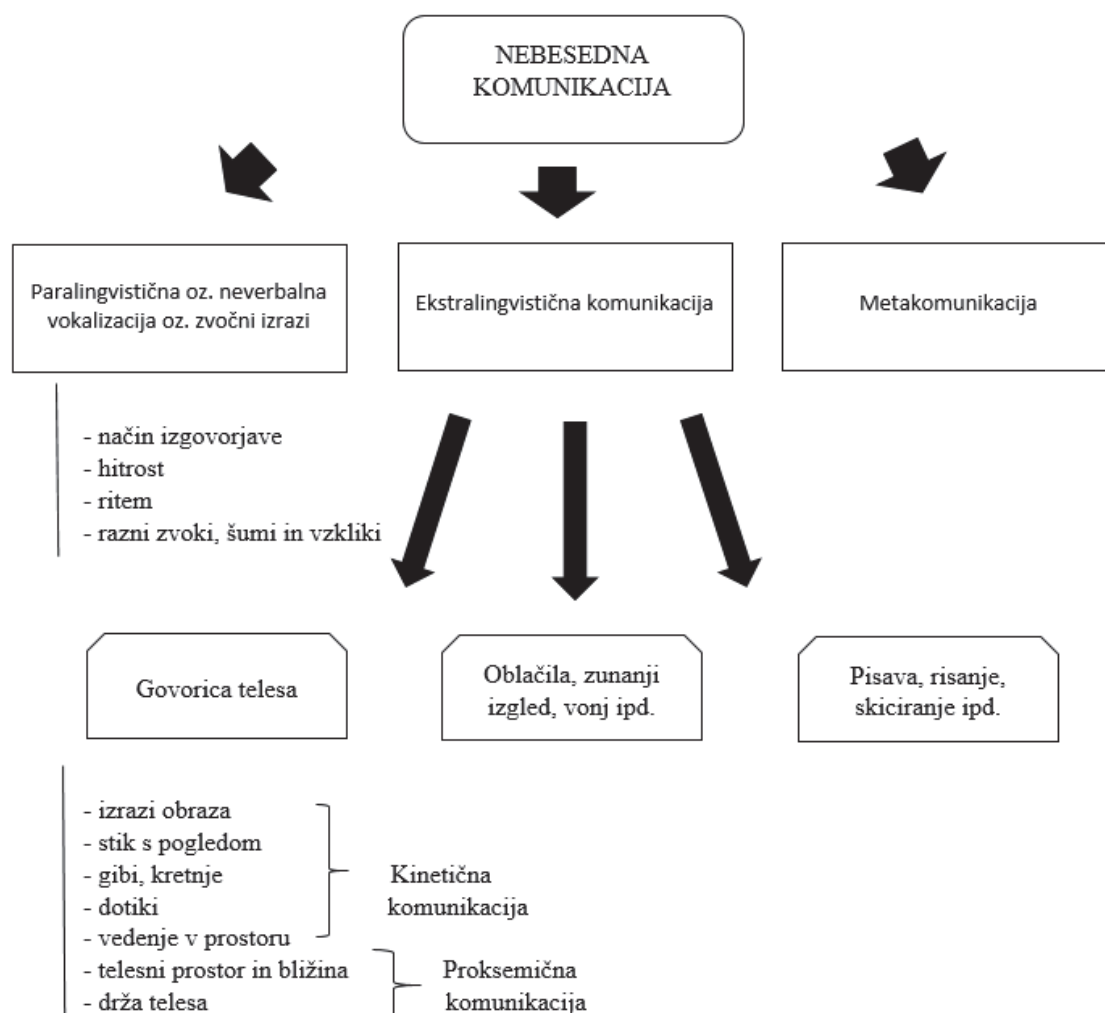 NEBESEDNA
KOMUNIKACIJA
Paralingvistična oz. neverbalna
vokalizacija oz. zvočni izrazi
Ekstralingvistična komunikacija
Metakomunikacija
- način izgovorjave
- hitrost
- ritem
- razni zvoki, šumi in vzkliki
Govorica telesa
Oblačila, zunanji
izgled, vonj ipd.
Pisava, risanje,
skiciranje ipd.
- izrazi obraza
- stik s pogledom
- gibi, kretnje
- dotiki
- vedenje v prostoru
Kinetična
komunikacija
- telesni prostor in bližina
- drža telesa
Proksemična
komunikacija